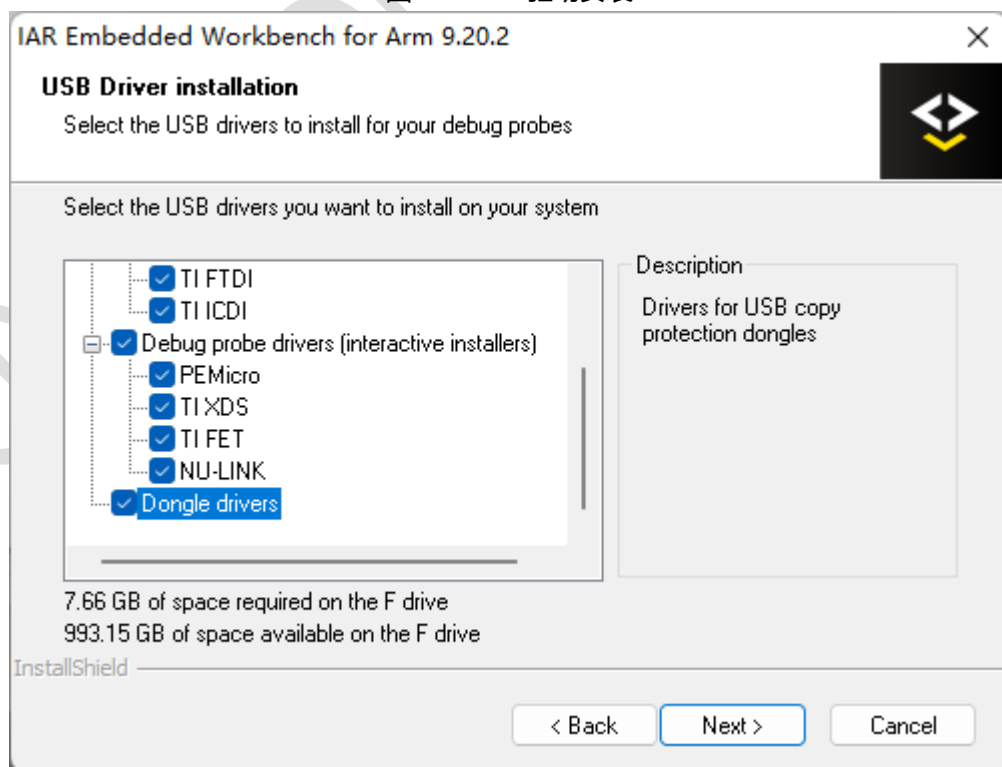 IAR Embedded Workbench for Arm 9.20.2
USB Driver installation
Select the USB drivers to install for your debug probes
Select the USB drivers you want to install on your system
TI FTDI
TI ICDI
Debug probe drivers (interactive installers)
PEMicro
TI XDS
TI FET
NU-LINK
Dongle drivers
Description
Drivers for USB copy
protection dongles
7.66 GB of space required on the F drive
993.15 GB of space available on the F drive
InstallShield
< Back
Next >
Cancel